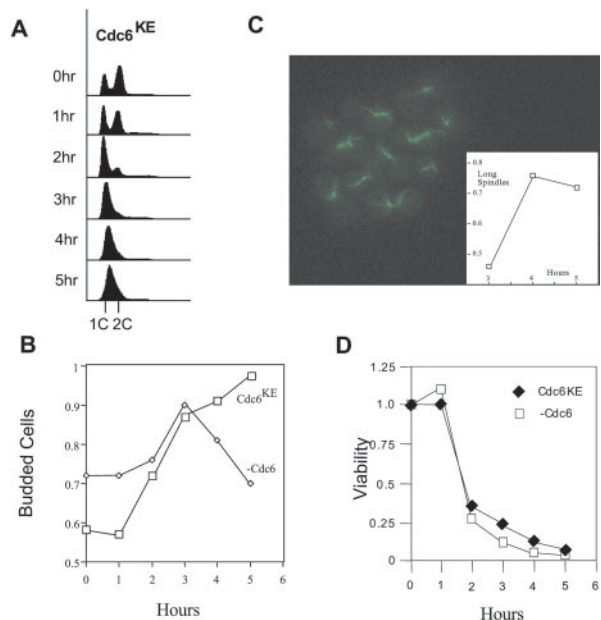 A
Cdc6KE
0hr
1hr
2hr
3hr
4hr
5hr
1C 2C
B
1
0.9
0.8
0.7
0.6
0.5
Budded Cells
Cdc6KE
-Cdc6
0 1 2 3 4 5 6
Hours
C
0.8
Long
Spindles
0.7
0.5
Hours
3 4 5
D
1.25
1.0
0.75
0.25
0
Viability
Cdc6KE
-Cdc6
0 1 2 3 4 5 6
Hours